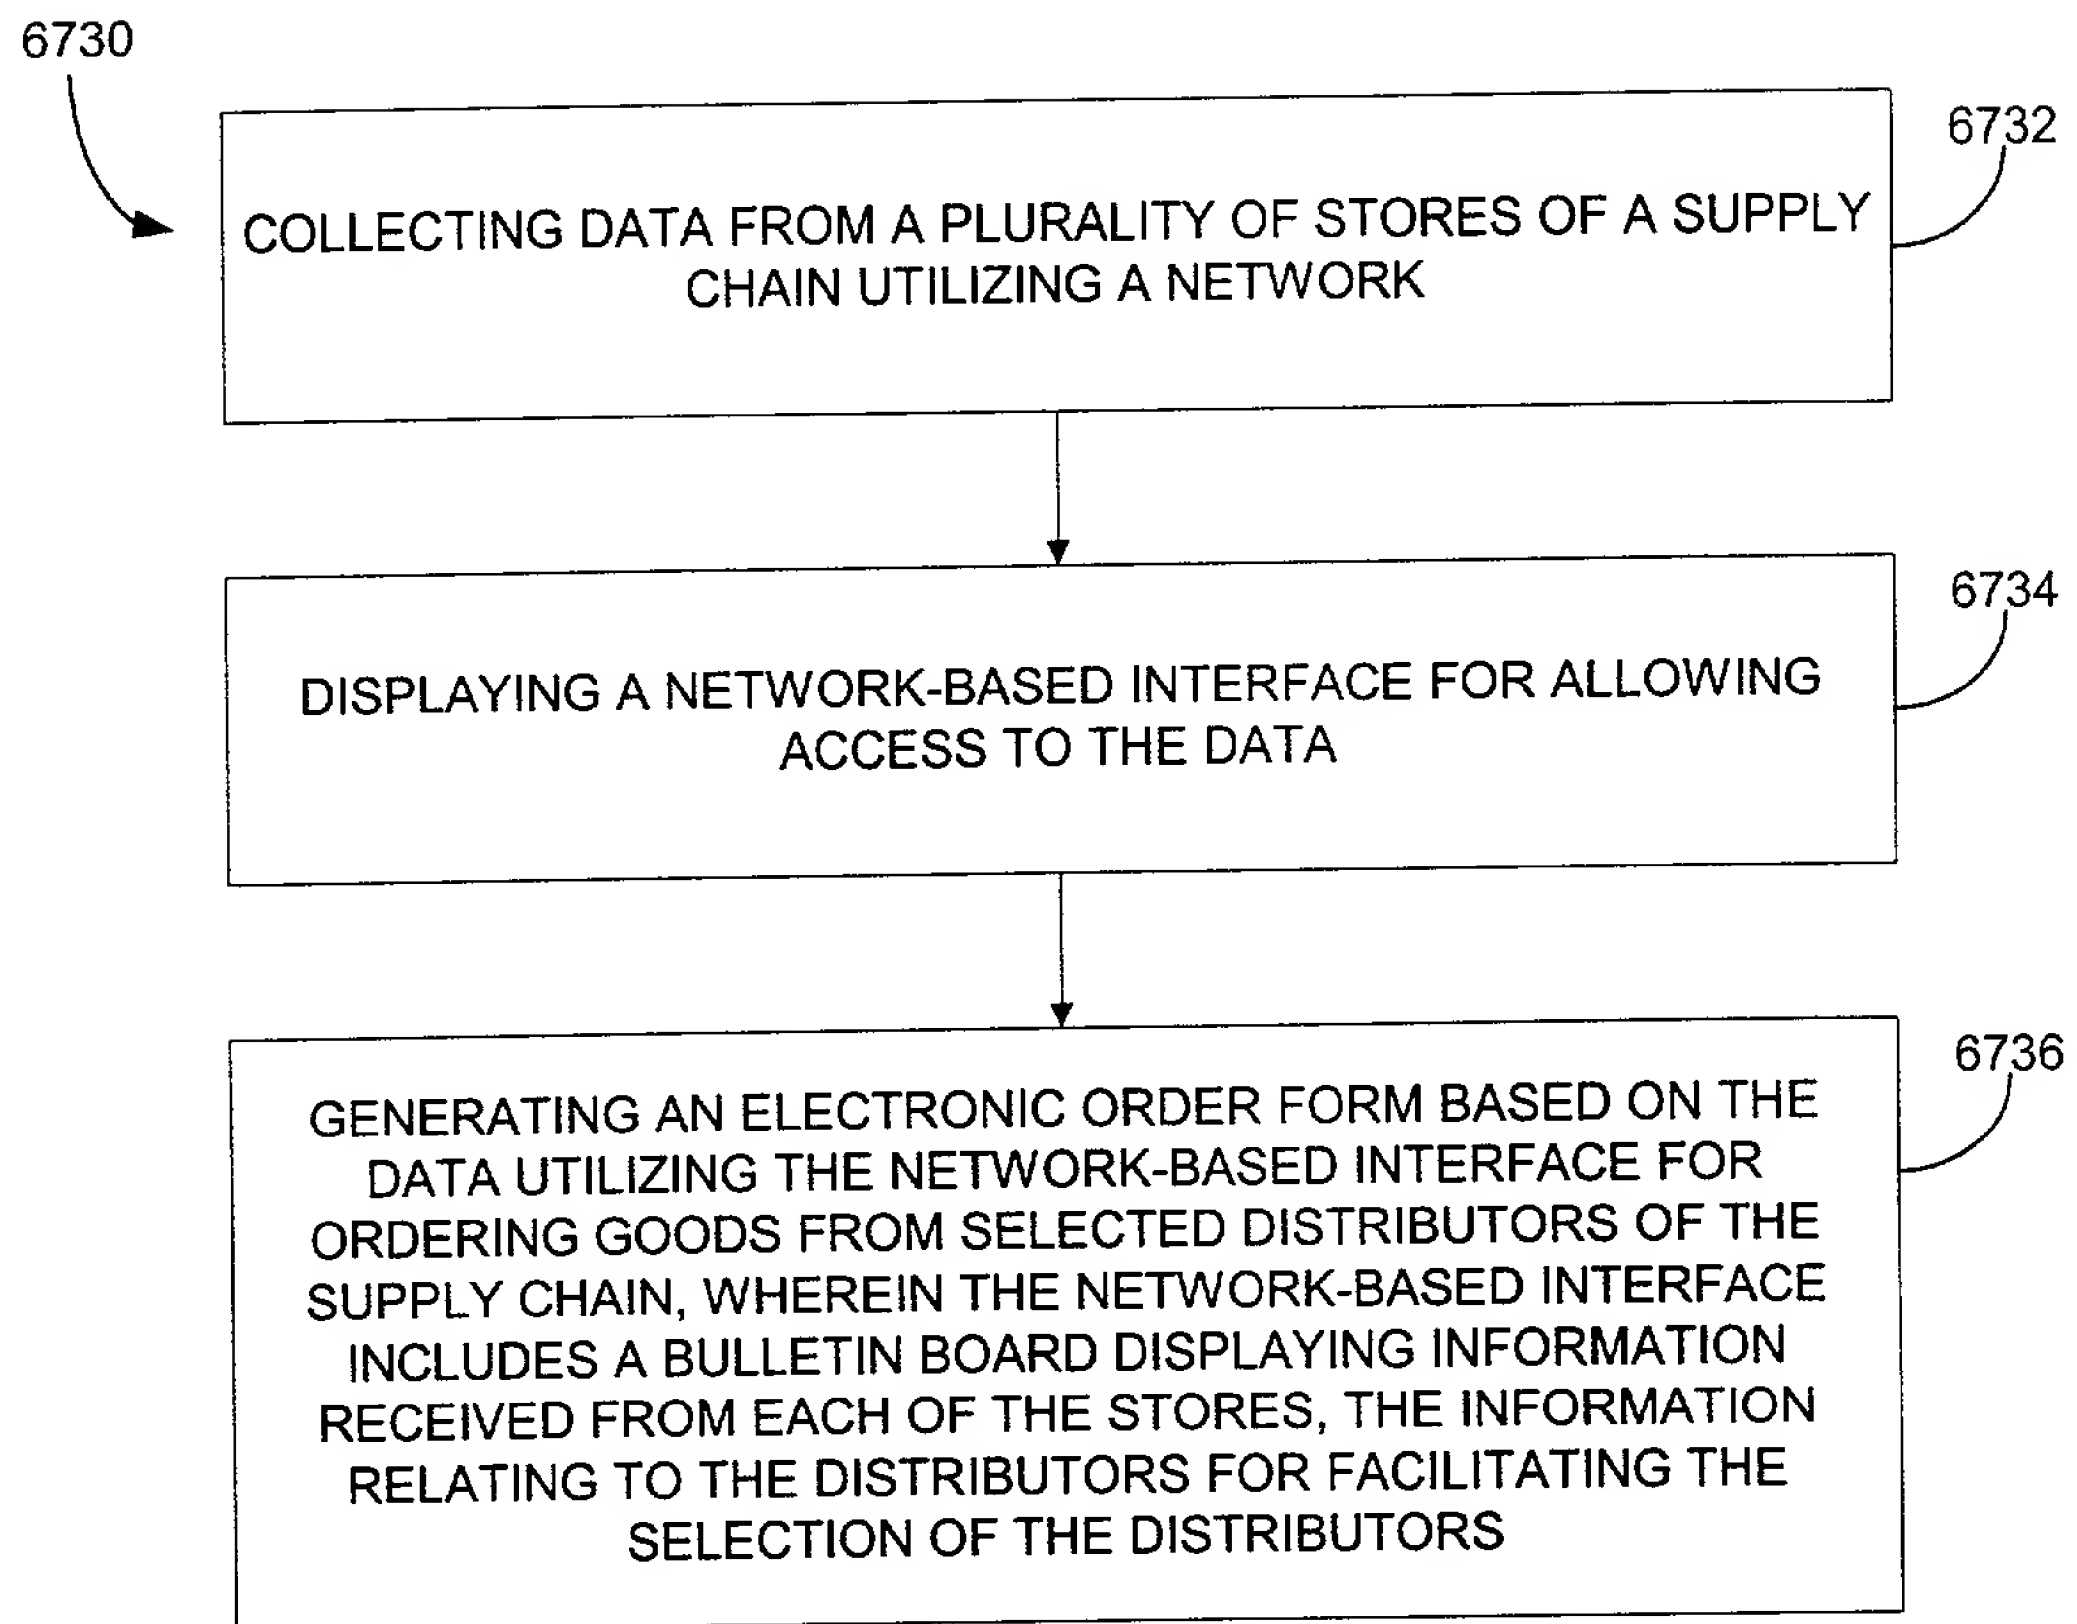 6730
6732
COLLECTING DATA FROM A PLURALITY OF STORES OF A SUPPLY
CHAIN UTILIZING A NETWORK
6734
DISPLAYING A NETWORK-BASED INTERFACE FOR ALLOWING
ACCESS TO THE DATA
6736
GENERATING AN ELECTRONIC ORDER FORM BASED ON THE
DATA UTILIZING THE NETWORK-BASED INTERFACE FOR
ORDERING GOODS FROM SELECTED DISTRIBUTORS OF THE
SUPPLY CHAIN, WHEREIN THE NETWORK-BASED INTERFACE
INCLUDES A BULLETIN BOARD DISPLAYING INFORMATION
RECEIVED FROM EACH OF THE STORES, THE INFORMATION
RELATING TO THE DISTRIBUTORS FOR FACILITATING THE
SELECTION OF THE DISTRIBUTORS